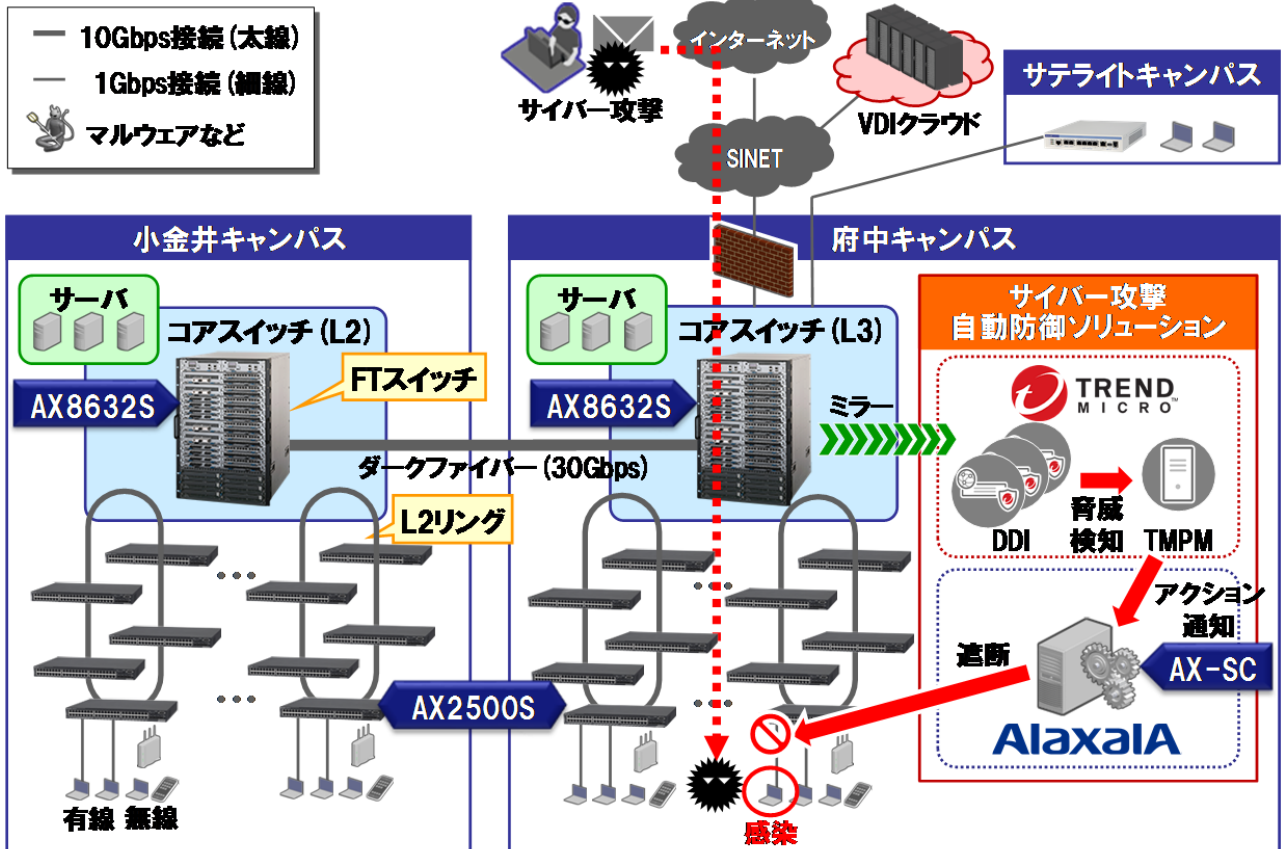 10Gbps接続(太線)
1Gbps接続(細線)
マルウェアなど
サイバー攻撃
インターネット
VDIクラウド
SINET
サテライトキャンパス
小金井キャンパス
サーバ
コアスイッチ(L2)
FTスイッチ
AX8632S
ダークファイバー(30Gbps)
L2リング
AX2500S
有線 無線
府中キャンパス
サーバ
コアスイッチ(L3)
AX8632S
ミラー
感染
サイバー攻撃
自動防御ソリューション
TREND
MICRO™
DDI
脅威
検知
TMPM
アクション
通知
遮断
AX-SC
AlaxalA